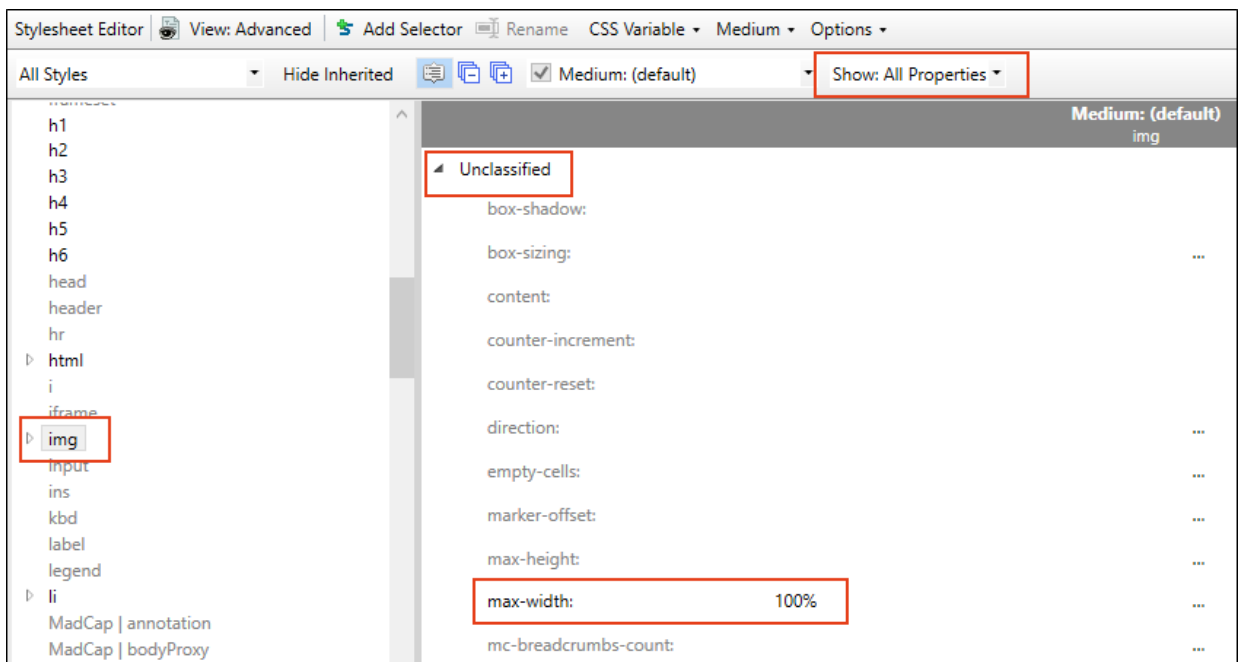 Stylesheet Editor View: Advanced Add Selector Rename CSS Variable Medium Options
All Styles Hide Inherited Medium: (default) Show: All Properties
frameset
h1
h2
h3
h4
h5
h6
head
header
hr
html
i
iframe
img
input
ins
kbd
label
legend
li
MadCap | annotation
MadCap | bodyProxy
Medium: (default)
img
Unclassified
box-shadow:
box-sizing: ...
content:
counter-increment:
counter-reset:
direction: ...
empty-cells: ...
marker-offset: ...
max-height: ...
max-width: 100% ...
mc-breadcrumbs-count: ...